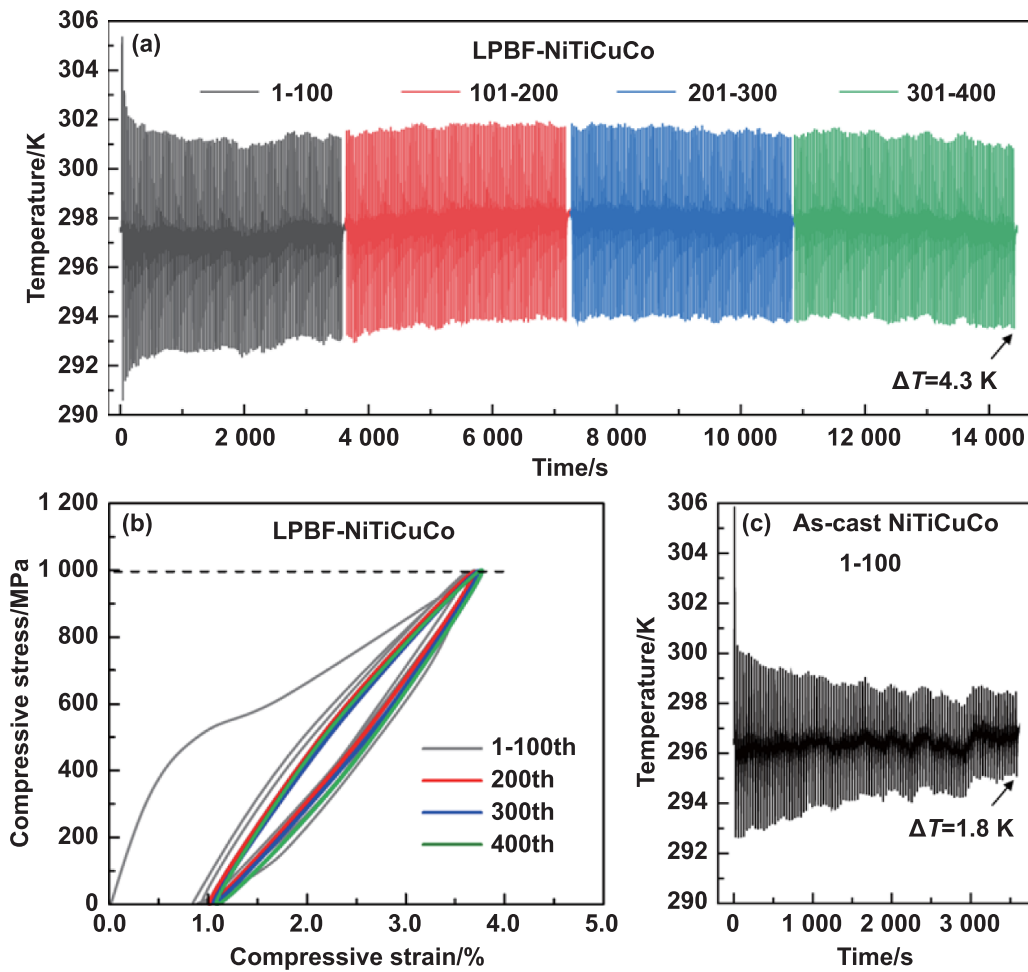 (a)
LPBF-NiTiCuCo
1-100 101-200 201-300 301-400
306
304
302
300
298
296
294
292
290
Temperature/K
ΔT=4.3 K
0 2 000 4 000 6 000 8 000 10 000 12 000 14 000
Time/s
(b)
LPBF-NiTiCuCo
1 200
1 000
800
600
400
200
0
Compressive stress/MPa
1-100th
200th
300th
400th
1.0 2.0 3.0 4.0 5.0
Compressive strain/%
(c) As-cast NiTiCuCo
1-100
306
304
302
300
298
296
294
292
290
Temperature/K
ΔT=1.8 K
0 1 000 2 000 3 000
Time/s